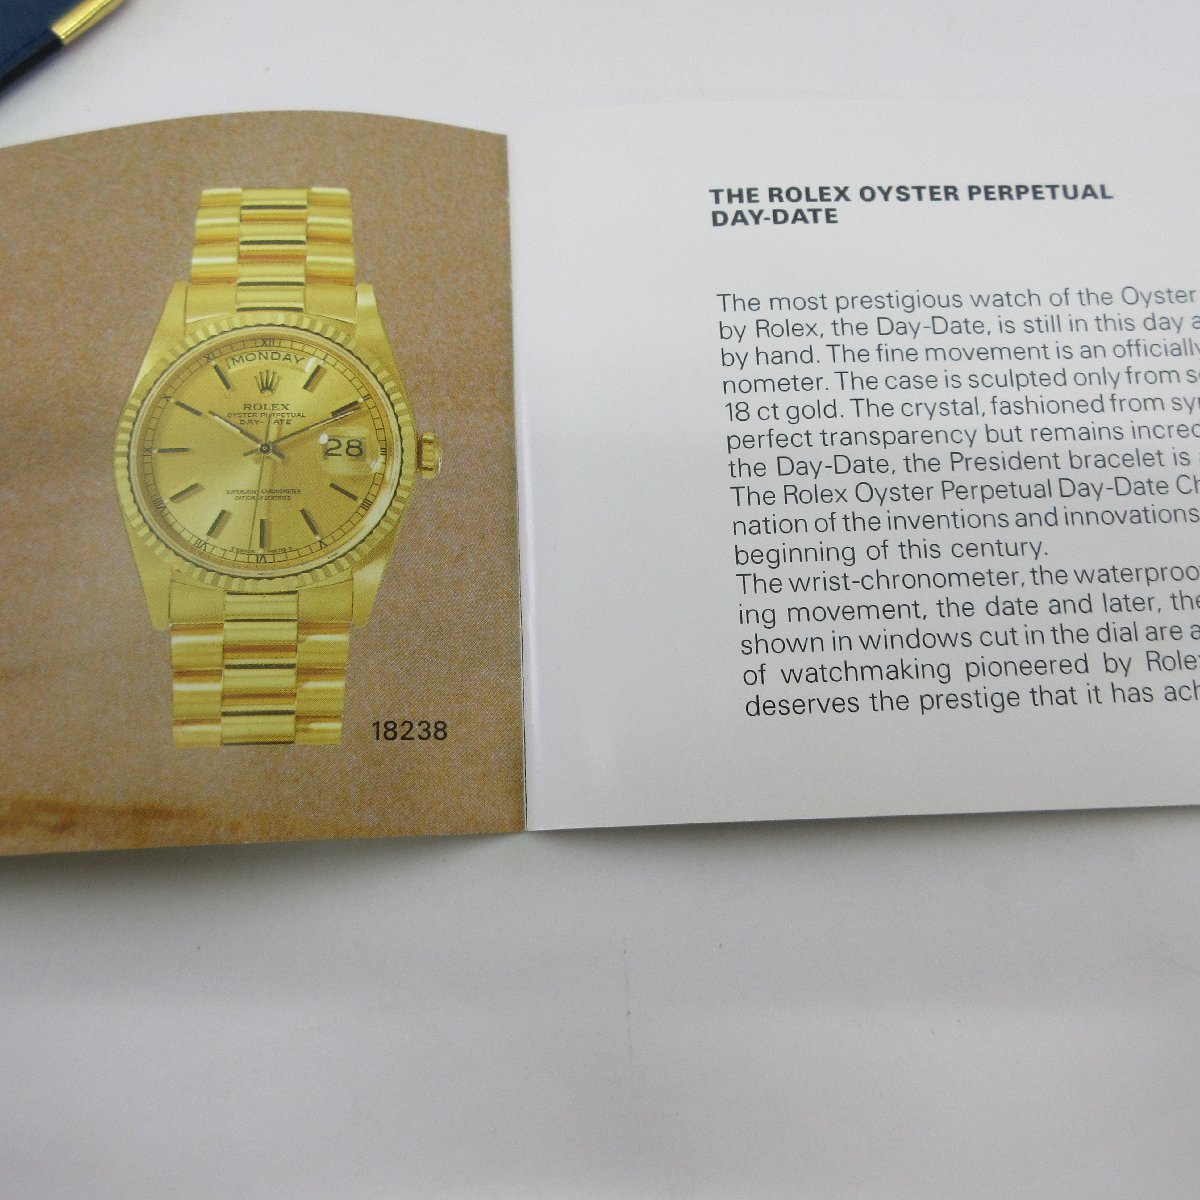 XII
MONDAY
ROLEX
OYSTER PERPETUAL
DAY-DATE
28
SUPERLATIVE CHRONOMETER
OFFICIALLY CERTIFIED
18238
THE ROLEX OYSTER PERPETUAL
DAY-DATE
The most prestigious watch of the Oyster
by Rolex, the Day-Date, is still in this day a
by hand. The fine movement is an officially
nometer. The case is sculpted only from s
18 ct gold. The crystal, fashioned from sy
perfect transparency but remains incred
the Day-Date, the President bracelet is
The Rolex Oyster Perpetual Day-Date Ch
nation of the inventions and innovations
beginning of this century.
The wrist-chronometer, the waterproo
ing movement, the date and later, the
shown in windows cut in the dial are a
of watchmaking pioneered by Role
deserves the prestige that it has ach